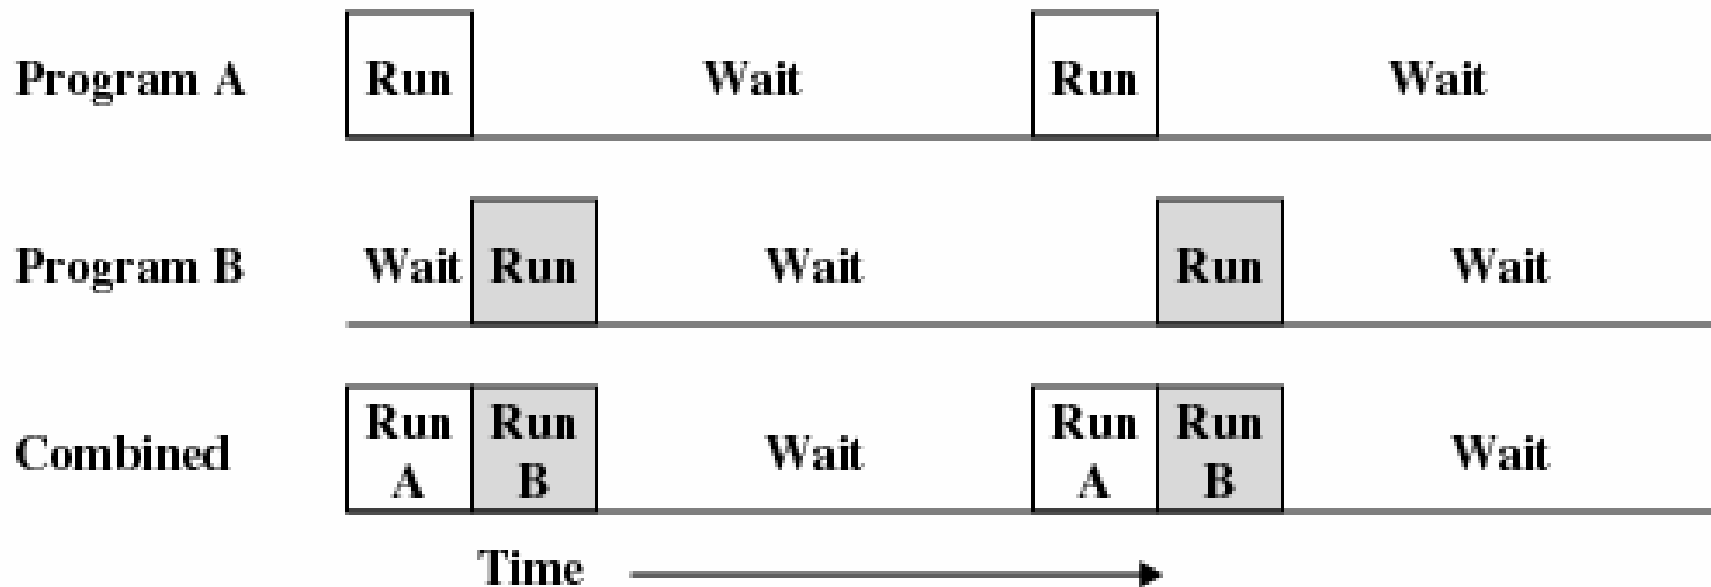 Program A Run Wait Run Wait
Program B Wait Run Wait Run Wait
Combined Run A Run B Wait Run A Run B Wait
Time